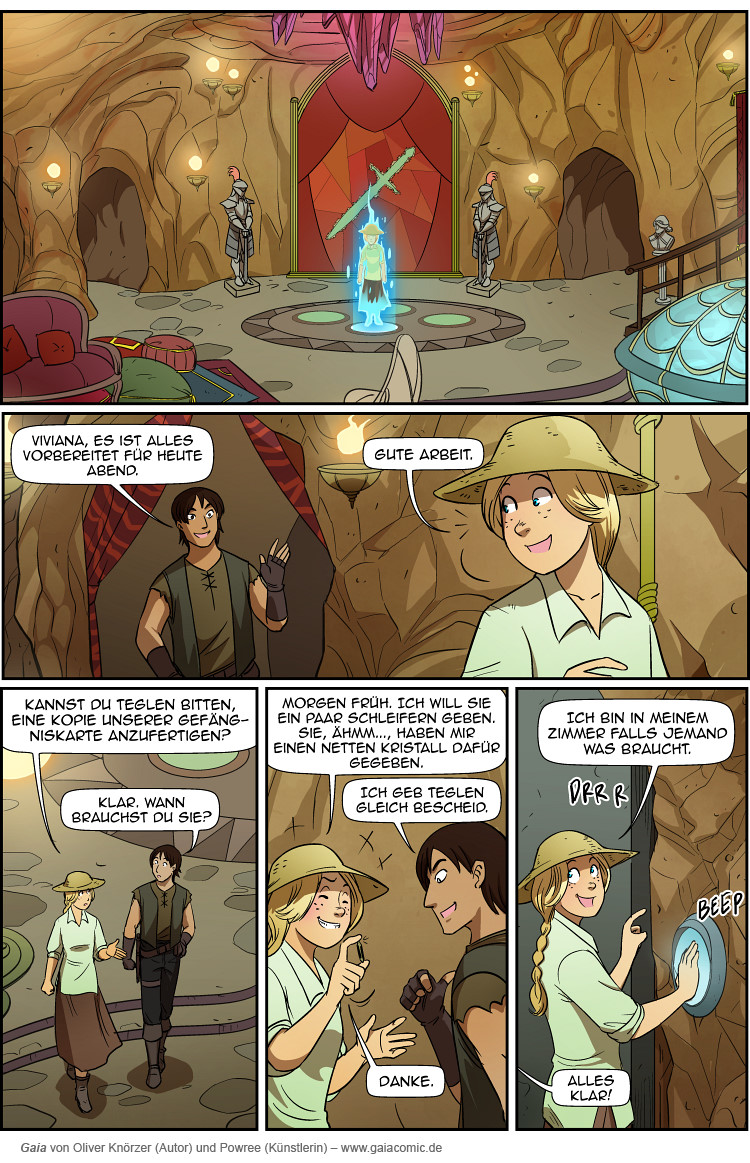 VIVIANA, ES IST ALLES
VORBEREITET FÜR HEUTE
ABEND.
GUTE ARBEIT.
KANNST DU TEGLEN BITTEN,
EINE KOPIE UNSERER GEFÄNG-
NISKARTE ANZUFERTIGEN?
KLAR. WANN
BRAUCHST DU SIE?
MORGEN FRÜH. ICH WILL SIE
EIN PAAR SCHLEIFERN GEBEN.
SIE, ÄHMM..., HABEN MIR
EINEN NETTEN KRISTALL DAFÜR
GEGEBEN.
ICH GEB TEGLEN
GLEICH BESCHEID.
DANKE.
ICH BIN IN MEINEM
ZIMMER FALLS JEMAND
WAS BRAUCHT.
DRR R
BEEP
ALLES
KLAR!
Gaia von Oliver Knörzer (Autor) und Powree (Künstlerin) – www.gaiacomic.de